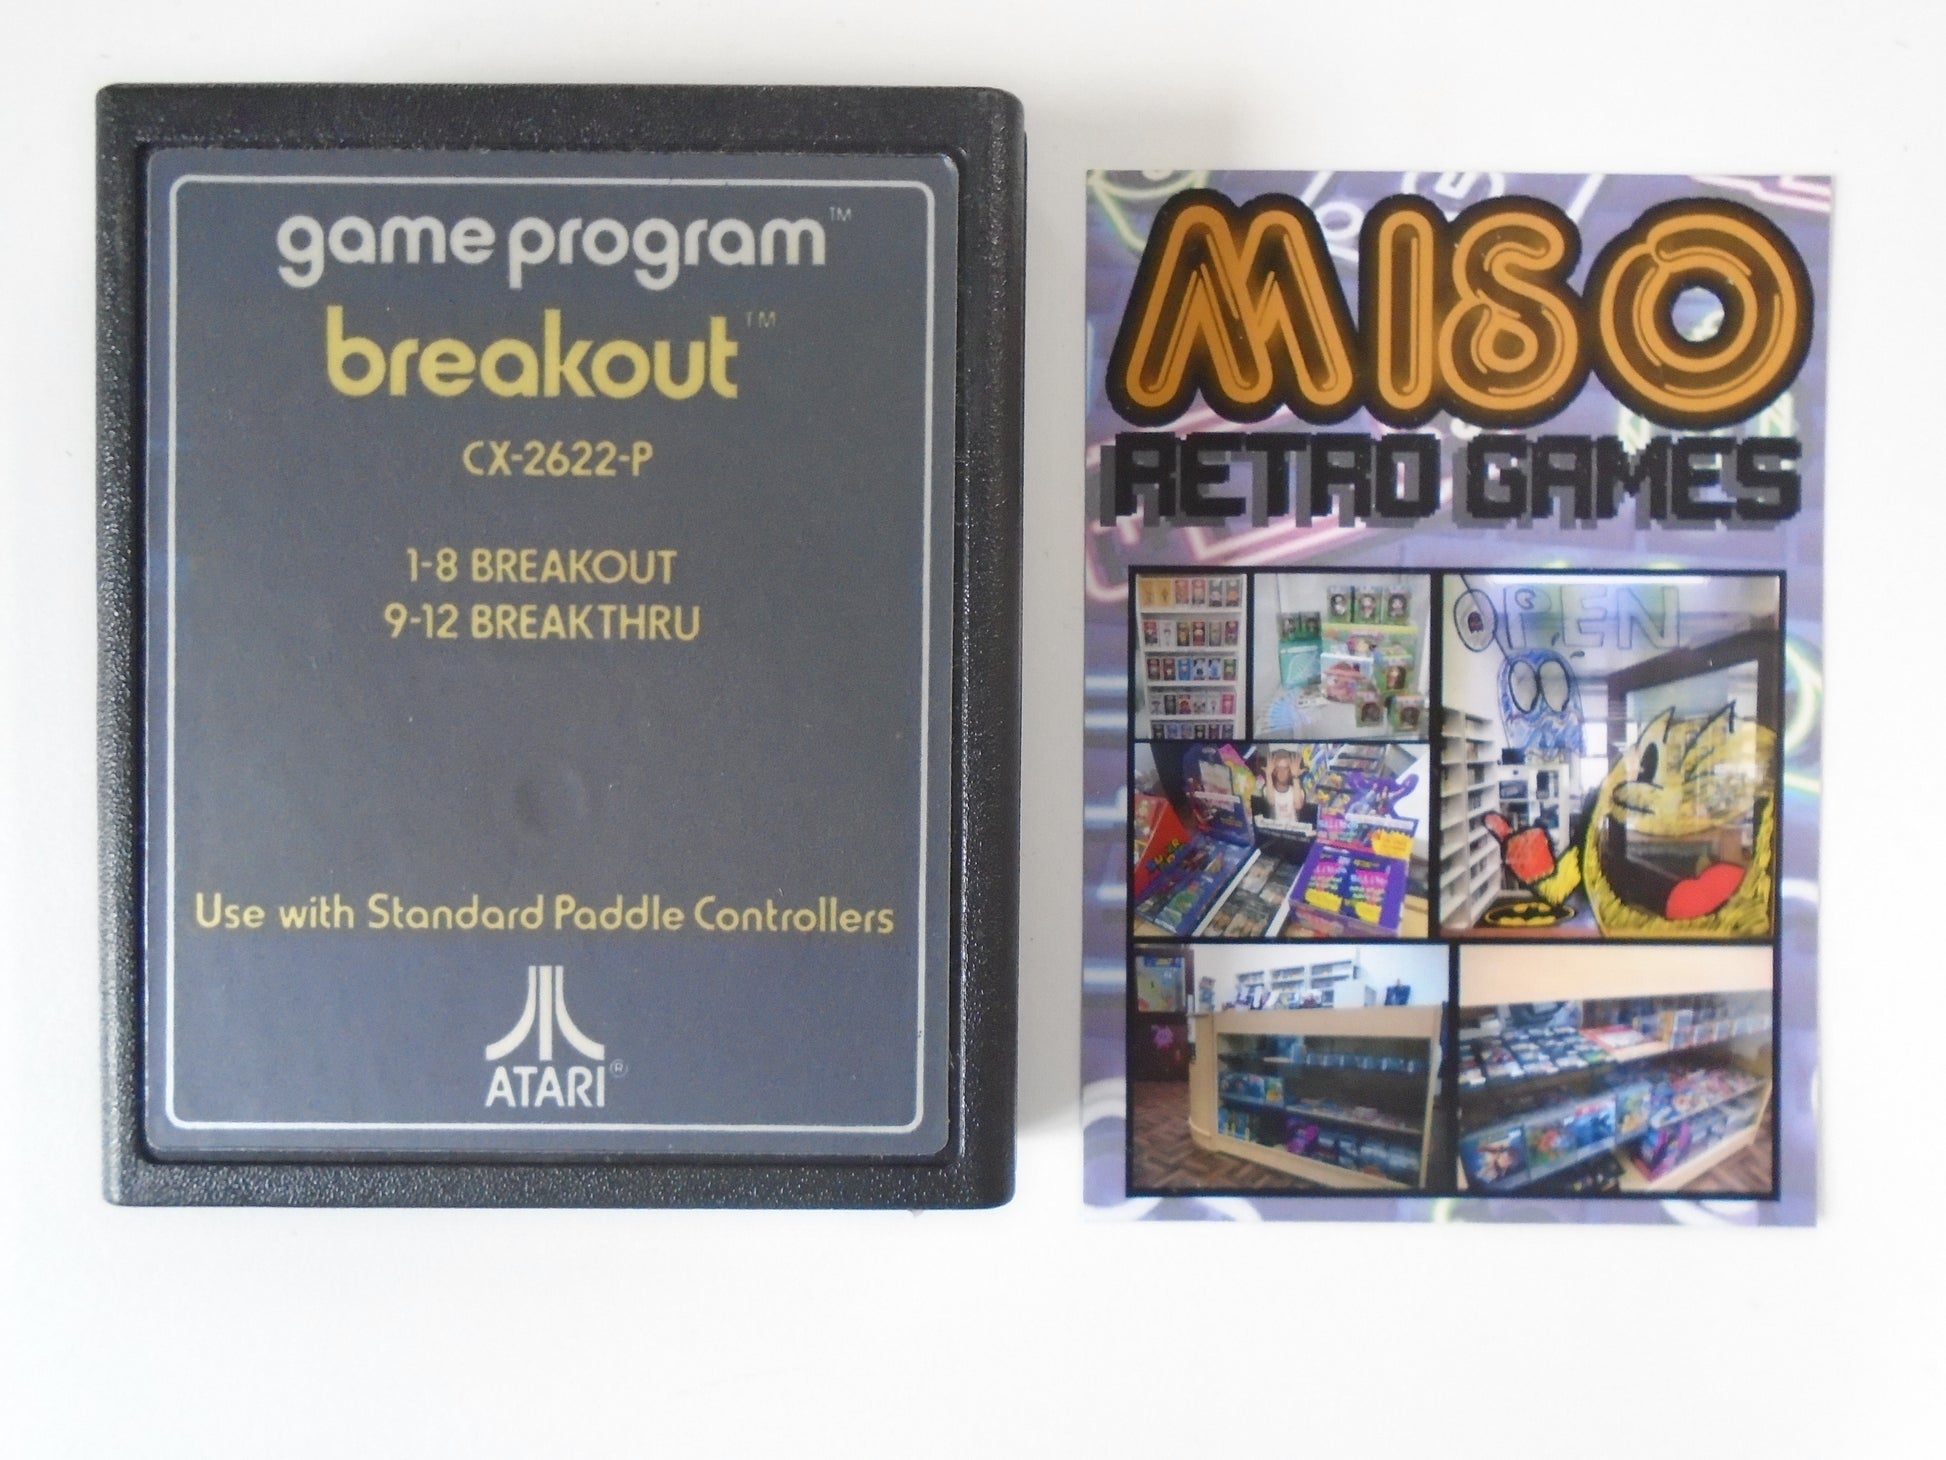 game program™
breakout™
CX-2622-P
1-8 BREAKOUT
9-12 BREAKTHRU
Use with Standard Paddle Controllers
ATARI®
MISO
RETRO GAMES
OPEN